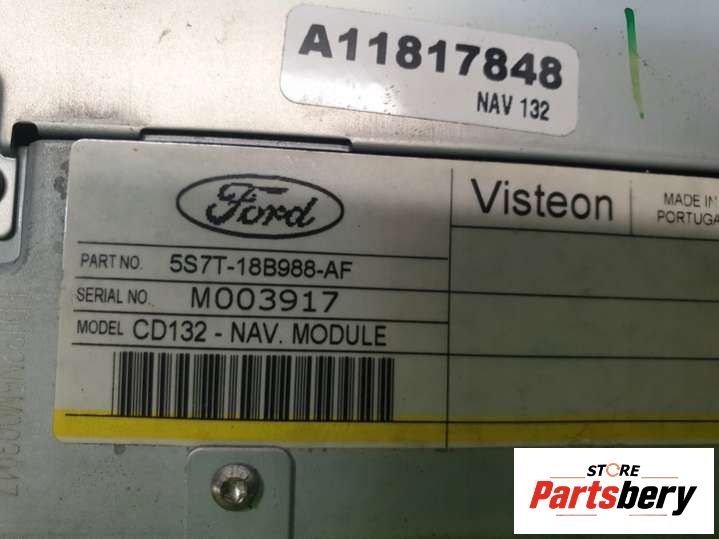 A11817848
NAV 132
Ford
Visteon
MADE IN
PORTUGA
PART NO. 5S7T-18B988-AF
SERIAL NO. M003917
MODEL CD132 - NAV. MODULE
STORE
Partsbery